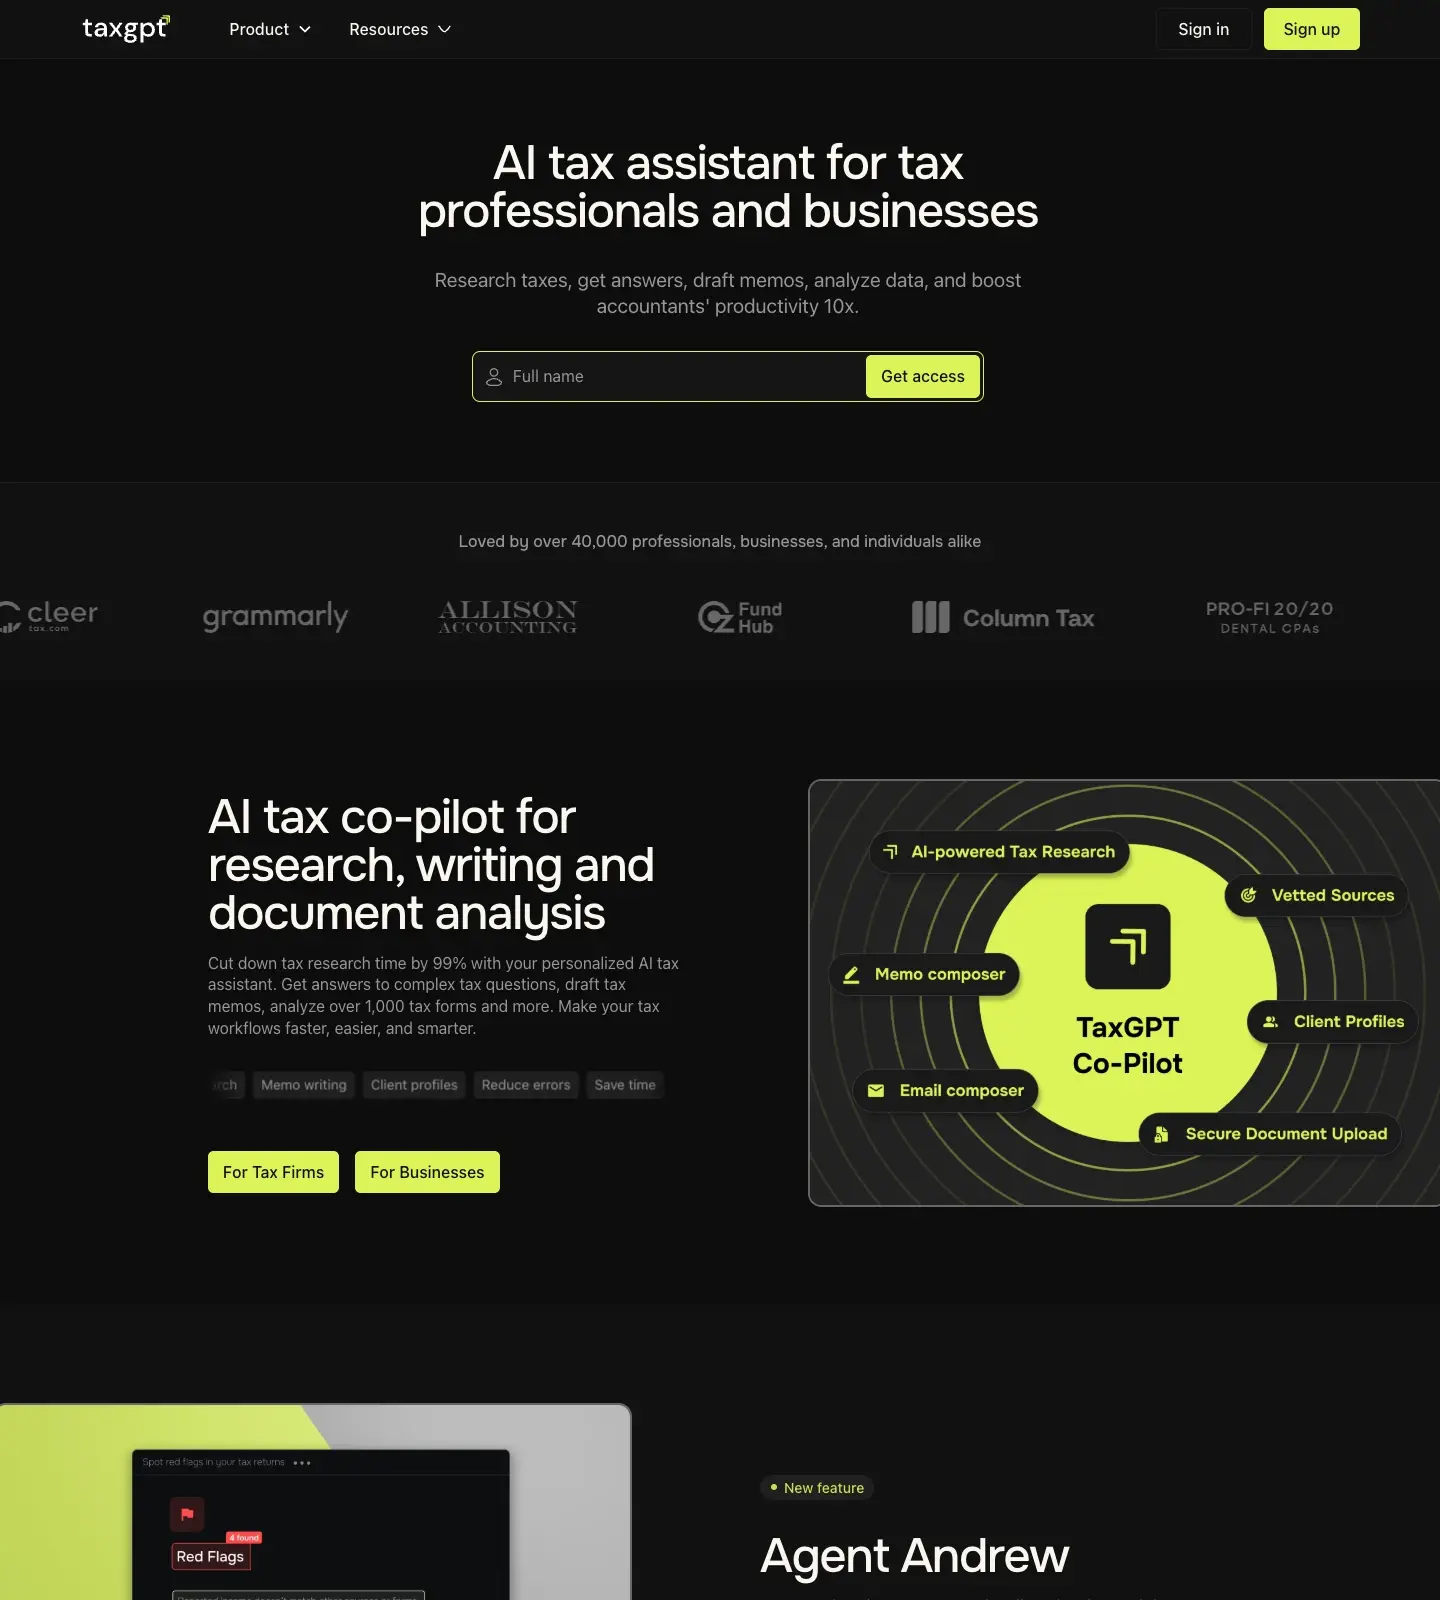 taxgpt
Product
Resources
Sign in
Sign up
AI tax assistant for tax
professionals and businesses
Research taxes, get answers, draft memos, analyze data, and boost
accountants' productivity 10x.
Full name
Get access
Loved by over 40,000 professionals, businesses, and individuals alike
cleer
tax.com
grammarly
ALLISON
ACCOUNTING
Fund
Hub
Column Tax
PRO-FI 20/20
DENTAL CPAs
AI tax co-pilot for
research, writing and
document analysis
Cut down tax research time by 99% with your personalized AI tax
assistant. Get answers to complex tax questions, draft tax
memos, analyze over 1,000 tax forms and more. Make your tax
workflows faster, easier, and smarter.
Memo writing
Client profiles
Reduce errors
Save time
For Tax Firms
For Businesses
AI-powered Tax Research
Vetted Sources
Memo composer
Client Profiles
TaxGPT
Co-Pilot
Email composer
Secure Document Upload
Spot red flags in your tax returns
4 found
Red Flags
New feature
Agent Andrew